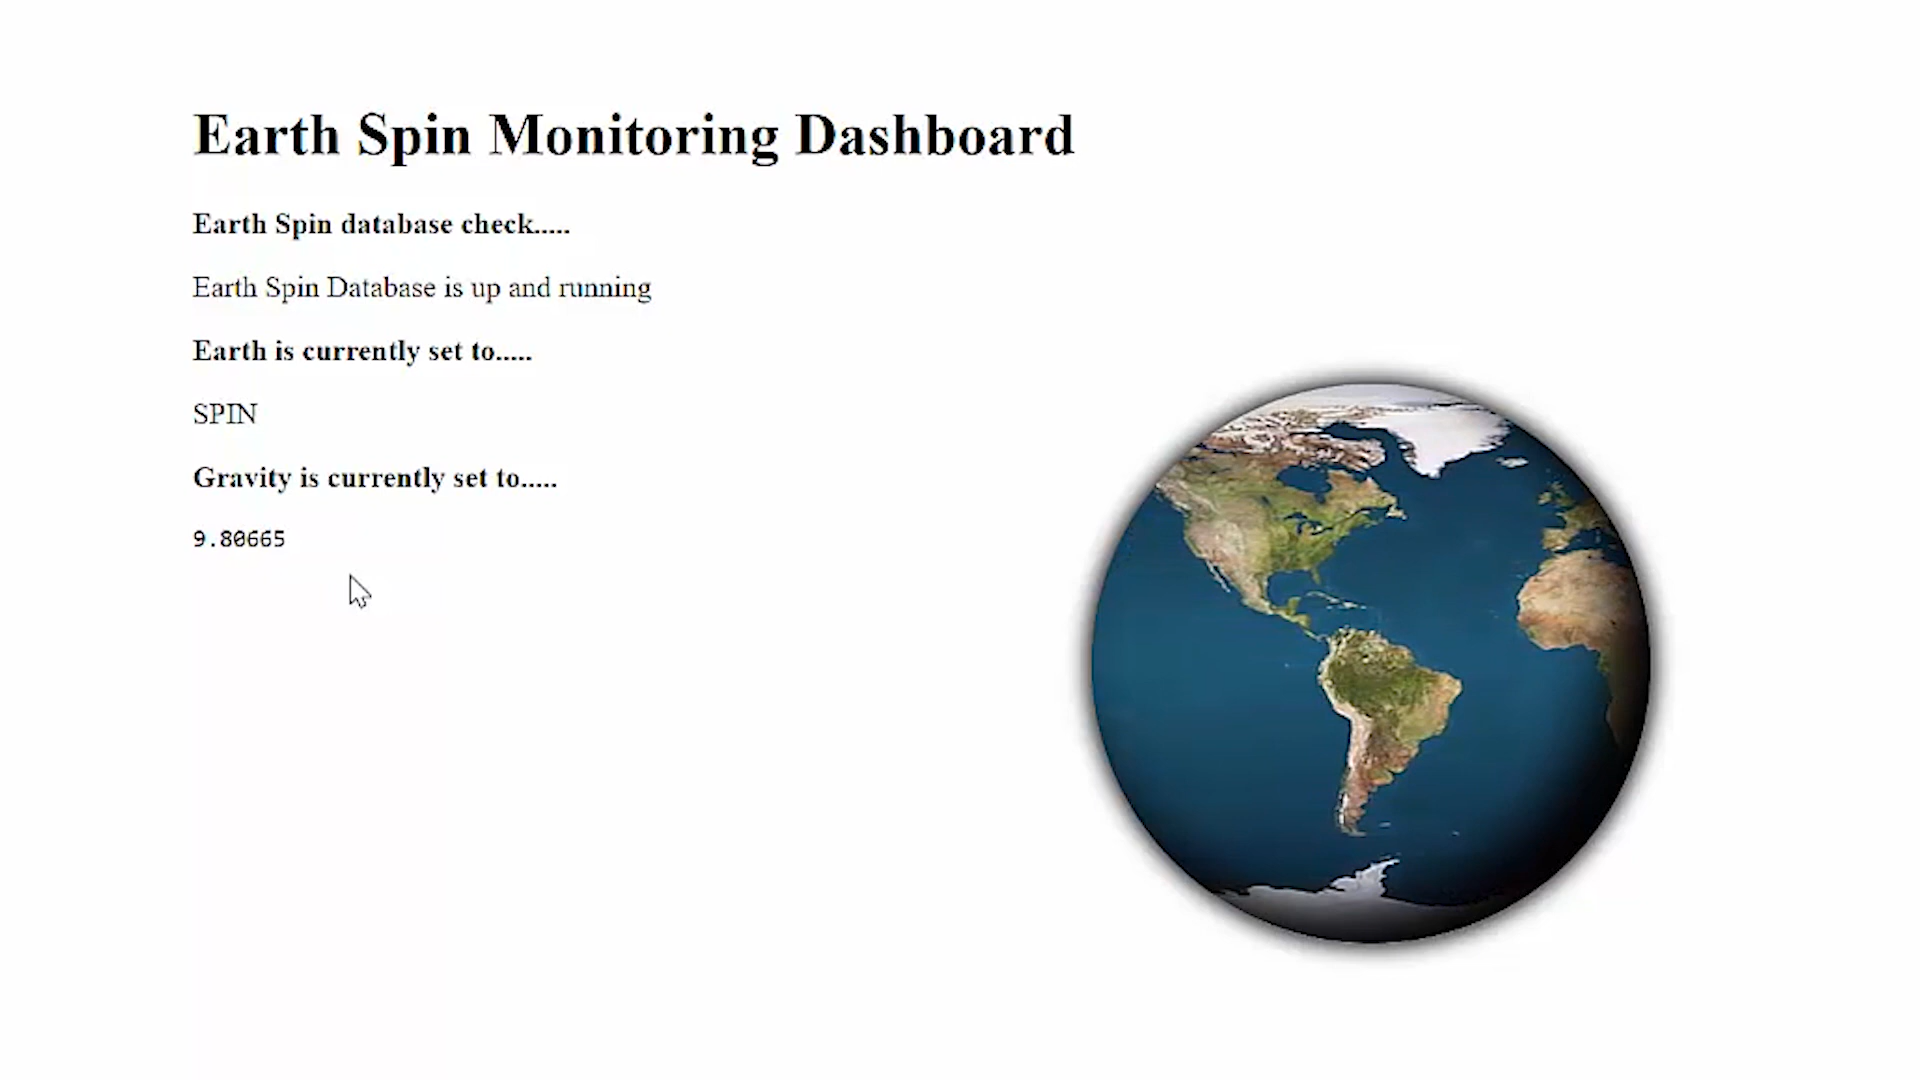 Earth Spin Monitoring Dashboard
Earth Spin database check.....
Earth Spin Database is up and running
Earth is currently set to.....
SPIN
Gravity is currently set to.....
9.80665